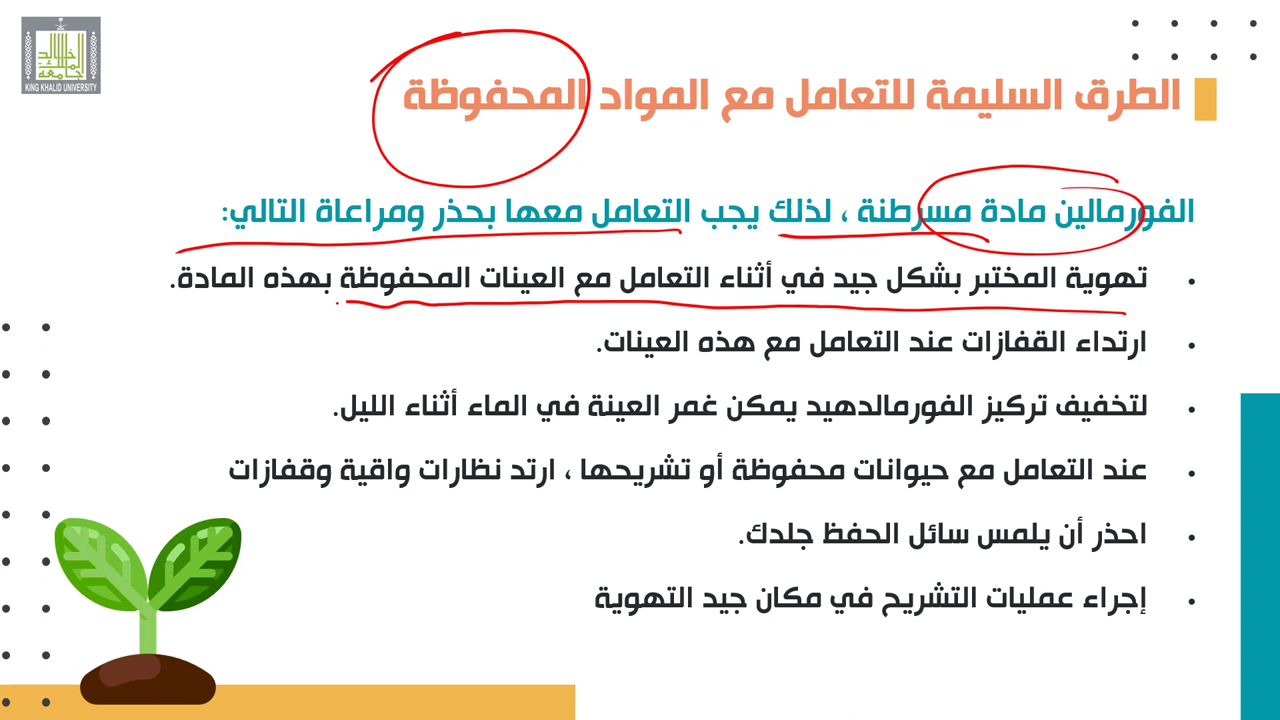 جامعة الملك خالد
KING KHALID UNIVERSITY
الطرق السليمة للتعامل مع المواد المحفوظة
الفورمالين مادة مسرطنة ، لذلك يجب التعامل معها بحذر ومراعاة التالي:
• تهوية المختبر بشكل جيد في أثناء التعامل مع العينات المحفوظة بهذه المادة.
• ارتداء القفازات عند التعامل مع هذه العينات.
• لتخفيف تركيز الفورمالدهيد يمكن غمر العينة في الماء أثناء الليل.
• عند التعامل مع حيوانات محفوظة أو تشريحها ، ارتد نظارات واقية وقفازات
• احذر أن يلمس سائل الحفظ جلدك.
• إجراء عمليات التشريح في مكان جيد التهوية